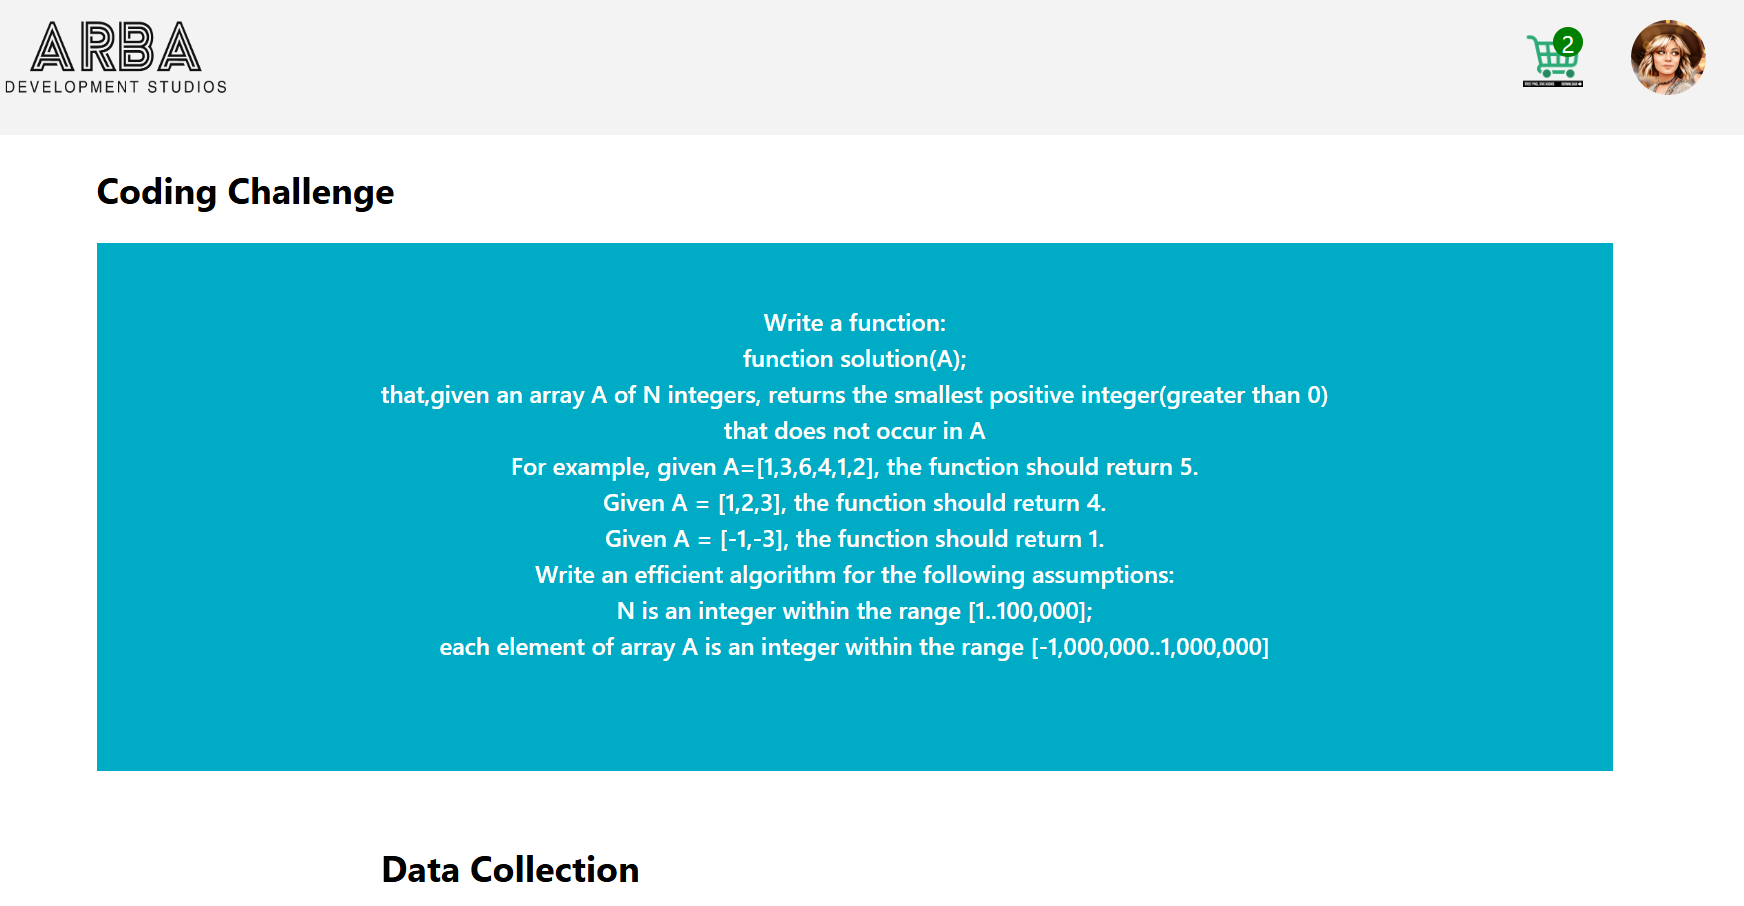 ARBA
DEVELOPMENT STUDIOS
2
Coding Challenge
Write a function:
function solution(A);
that,given an array A of N integers, returns the smallest positive integer(greater than 0)
that does not occur in A
For example, given A=[1,3,6,4,1,2], the function should return 5.
Given A = [1,2,3], the function should return 4.
Given A = [-1,-3], the function should return 1.
Write an efficient algorithm for the following assumptions:
N is an integer within the range [1..100,000];
each element of array A is an integer within the range [-1,000,000..1,000,000]
Data Collection